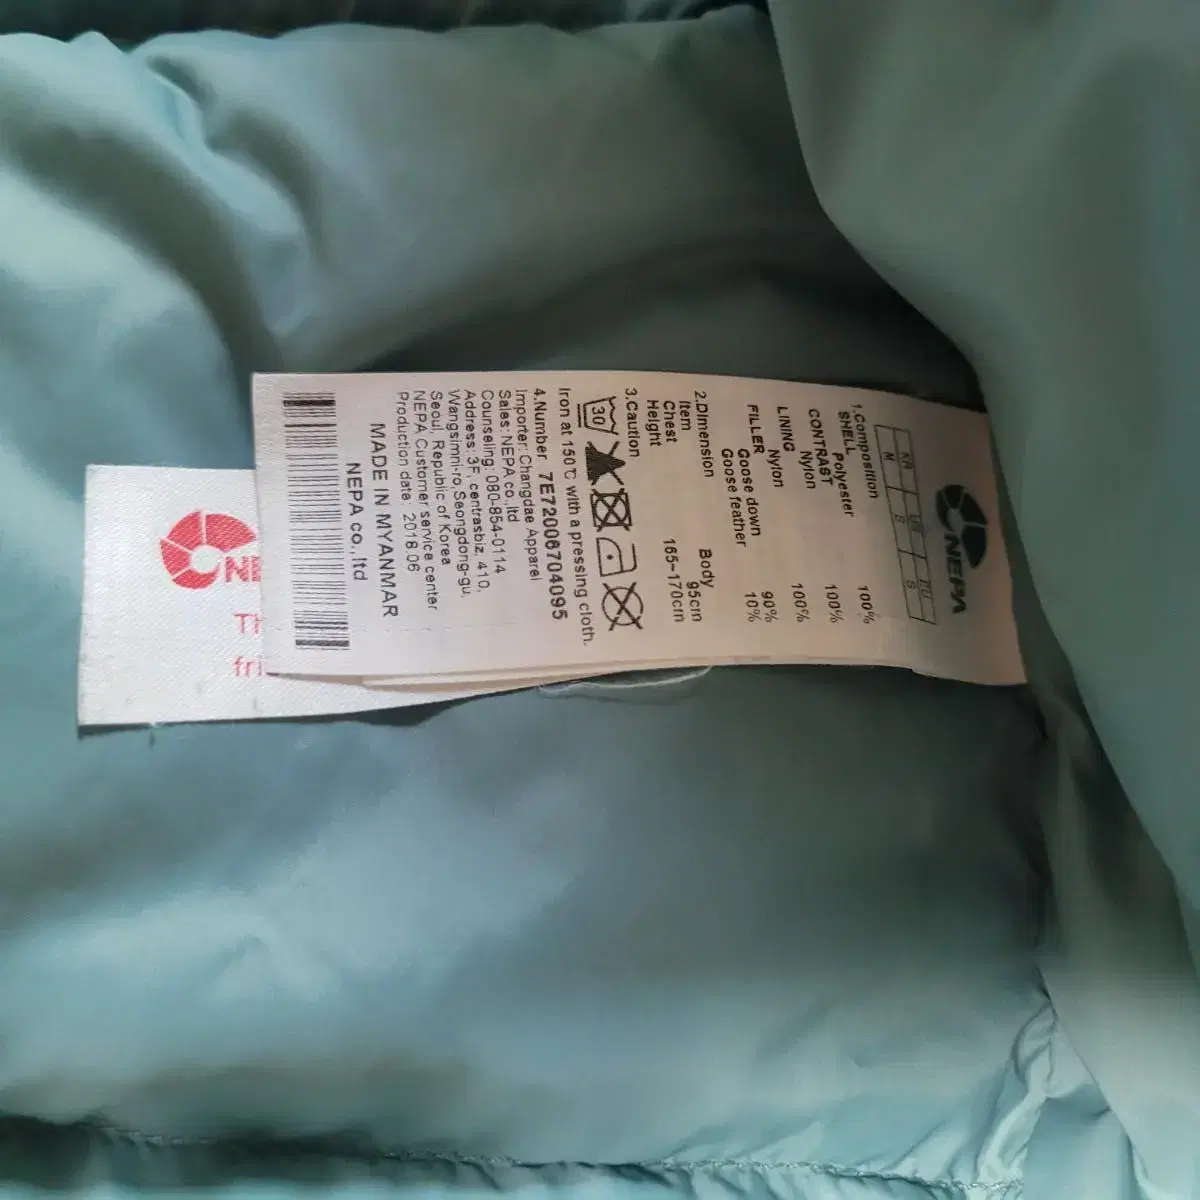 NEPA
KR US EU
M S S
1.Composition
SHELL
Polyester 100%
CONTRAST
Nylon 100%
LINING
Nylon 100%
FILLER
Goose down 90%
Goose feather 10%
2.Dimension
Item Body
Chest 95cm
Height 165~170cm
3.Caution
30
Iron at 150℃ with a pressing cloth.
4.Number 7E72006704095
Importer: Changdae Apparel
Sales: NEPA co.,ltd
Counseling: 080-854-0114
Address: 3F, centrasbiz, 410,
Wangsimni-ro,Seongdong-gu,
Seoul, Republic of Korea
NEPA Customer service center
Production date : 2018.06
MADE IN MYANMAR
NEPA co.,ltd